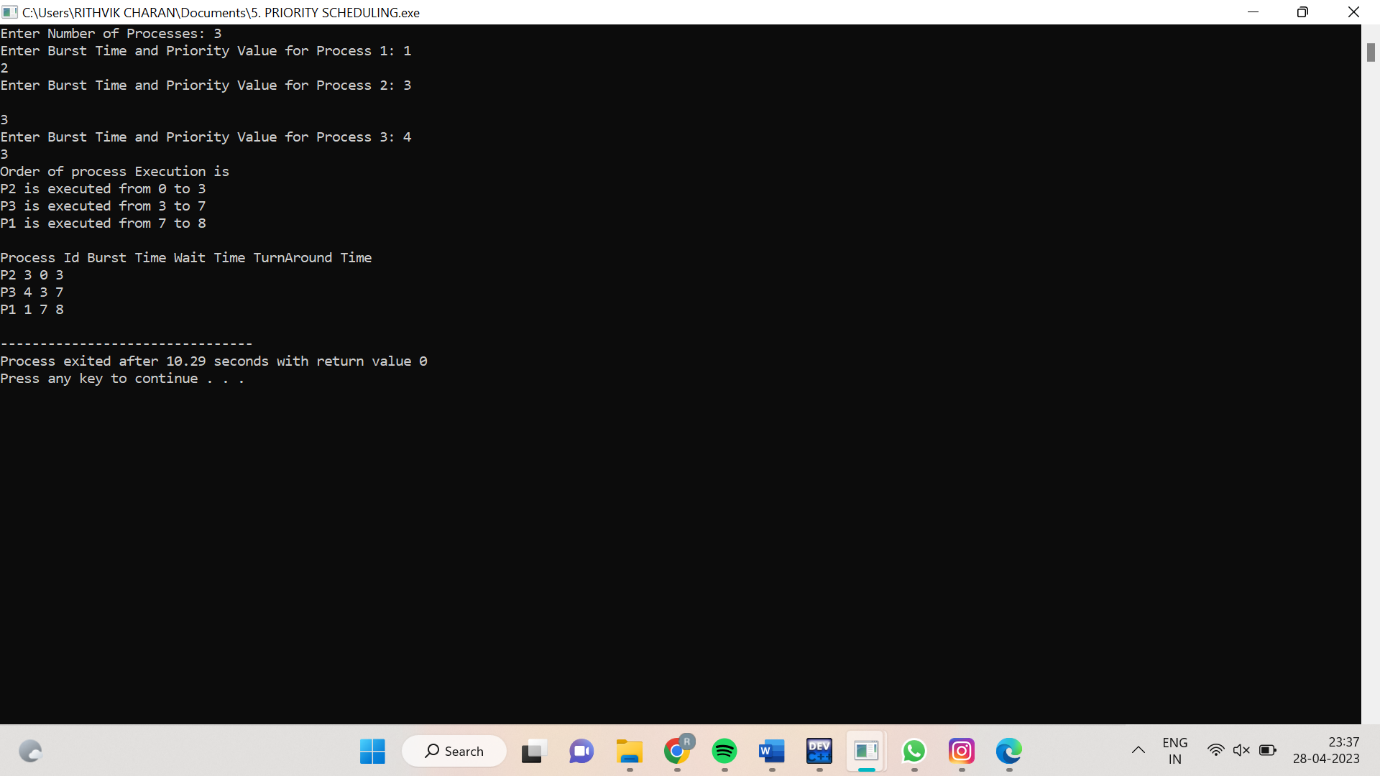 C:\Users\RITHVIK CHARAN\Documents\5. PRIORITY SCHEDULING.exe
Enter Number of Processes: 3
Enter Burst Time and Priority Value for Process 1: 1
2
Enter Burst Time and Priority Value for Process 2: 3
3
Enter Burst Time and Priority Value for Process 3: 4
3
Order of process Execution is
P2 is executed from 0 to 3
P3 is executed from 3 to 7
P1 is executed from 7 to 8
Process Id Burst Time Wait Time TurnAround Time
P2 3 0 3
P3 4 3 7
P1 1 7 8
--------------------------------
Process exited after 10.29 seconds with return value 0
Press any key to continue . . .
Search
R
W
DEV
C++
ENG
IN
23:37
28-04-2023